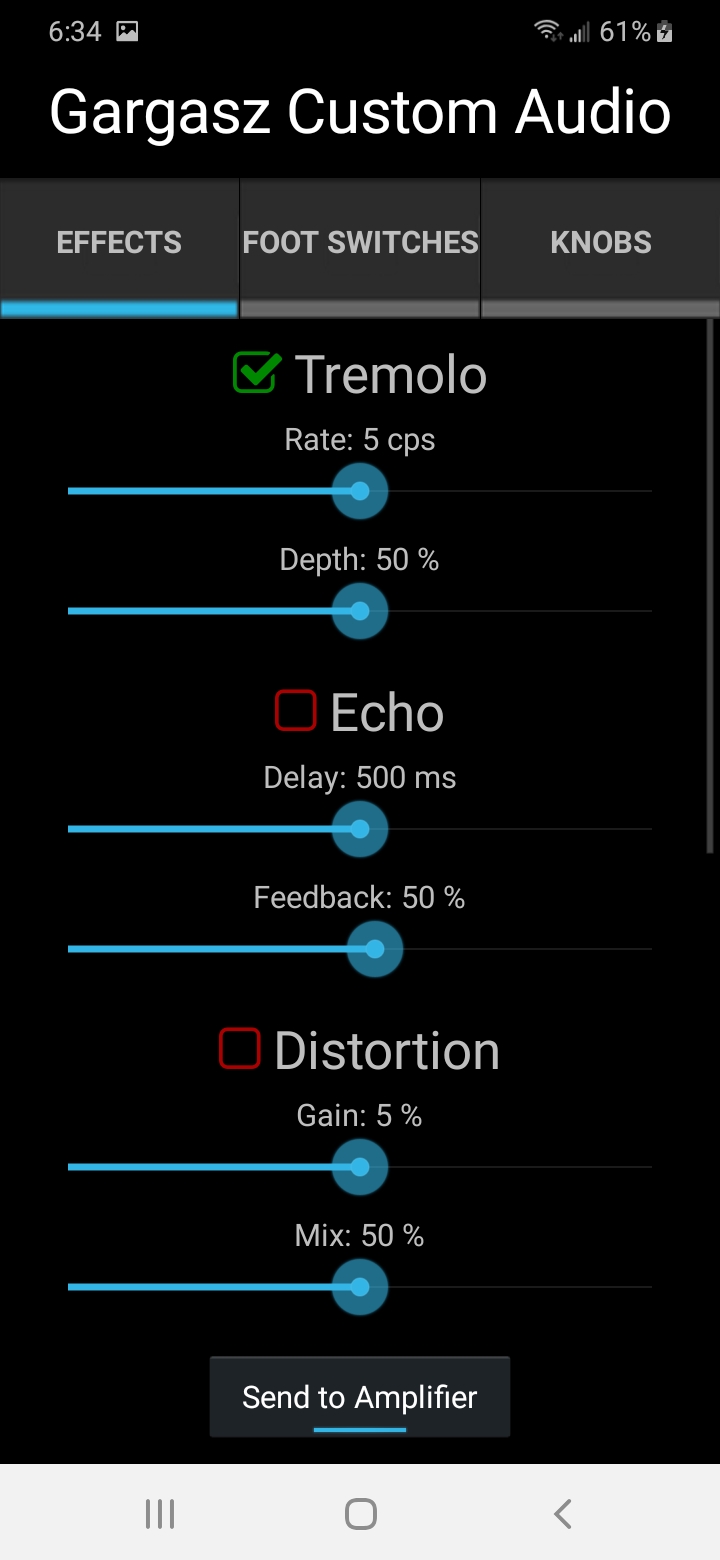 6:34 61%
Gargasz Custom Audio
EFFECTS FOOT SWITCHES KNOBS
Tremolo
Rate: 5 cps
Depth: 50 %
Echo
Delay: 500 ms
Feedback: 50 %
Distortion
Gain: 5 %
Mix: 50 %
Send to Amplifier